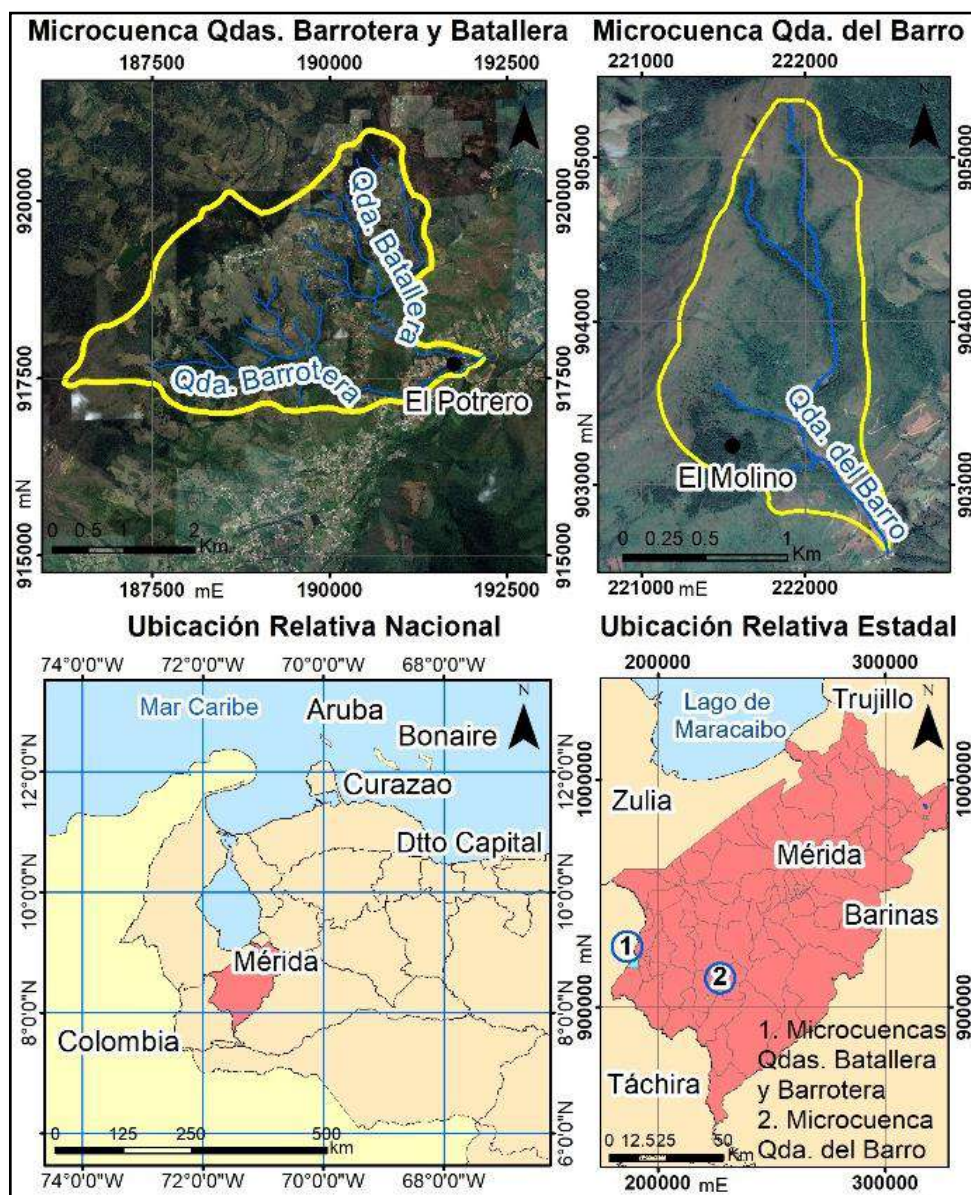 Microcuenca Qdas. Barrotera y Batallera
187500 190000 192500
N
920000
917500
mN
915000
Qda. Batallera
Qda. Barrotera
El Potrero
0 0.5 1 2
Km
187500 mE 190000 192500
Microcuenca Qda. del Barro
221000 222000
N
905000
904000
mN
903000
Qda. del Barro
El Molino
0 0.25 0.5 1
Km
221000 mE 222000
Ubicación Relativa Nacional
74°0'0"W 72°0'0"W 70°0'0"W 68°0'0"W
N
Mar Caribe
Aruba
Bonaire
Curazao
Dtto Capital
Mérida
Colombia
12°0'0"N
10°0'0"N
8°0'0"N
6°0'0"N
12°0'0"N
10°0'0"N
8°0'0"N
6°0'0"N
0 125 250 500
km
74°0'0"W 72°0'0"W 70°0'0"W 68°0'0"W
Ubicación Relativa Estadal
200000 300000
N
Lago de
Maracaibo
Trujillo
Zulia
Mérida
Barinas
1
2
Táchira
1000000
mN
900000
1000000
900000
1. Microcuencas
Qdas. Batallera
y Barrotera
2. Microcuenca
Qda. del Barro
0 12.525 50
km
200000 mE 300000